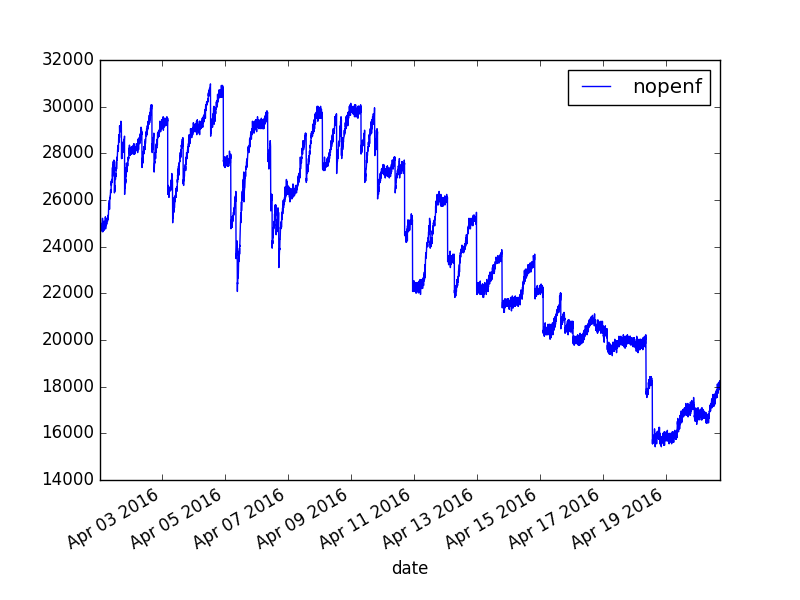 32000
30000
28000
26000
24000
22000
20000
18000
16000
14000
nopenf
Apr 03 2016
Apr 05 2016
Apr 07 2016
Apr 09 2016
Apr 11 2016
Apr 13 2016
Apr 15 2016
Apr 17 2016
Apr 19 2016
date